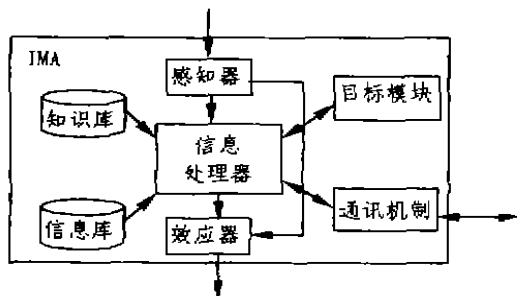 IMA
感知器
知识库
目标模块
信息
处理器
信息库
效应器
通讯机制